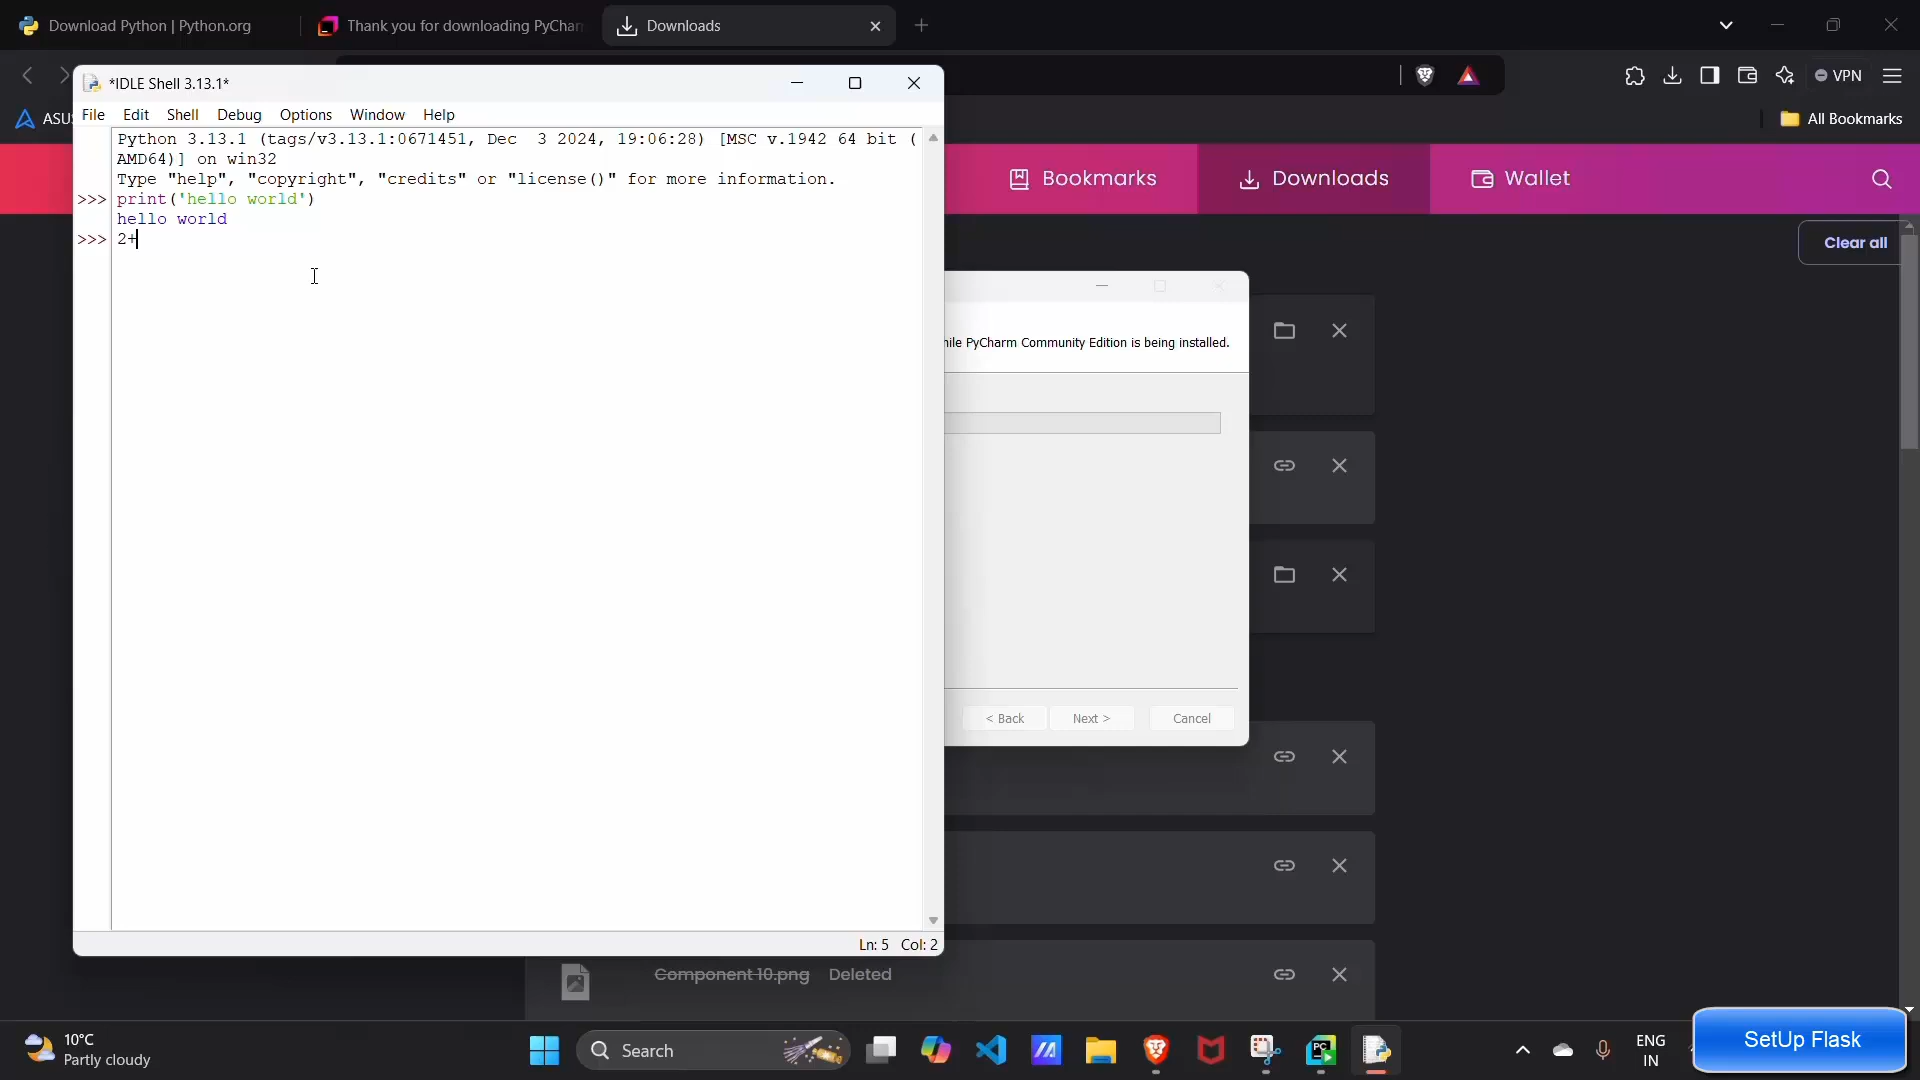 Download Python | Python.org
Thank you for downloading PyChar
Downloads
*IDLE Shell 3.13.1*
VPN
File Edit Shell Debug Options Window Help
ASUS
All Bookmarks
Python 3.13.1 (tags/v3.13.1:0671451, Dec  3 2024, 19:06:28) [MSC v.1942 64 bit (
AMD64)] on win32
Type "help", "copyright", "credits" or "license()" for more information.
>>> print('hello world')
hello world
>>> 2+
Bookmarks
Downloads
Wallet
Clear all
PyCharm Community Edition is being installed.
< Back
Next >
Cancel
Ln: 5 Col: 2
Component 10.png Deleted
10°C
Partly cloudy
Search
ENG
IN
SetUp Flask